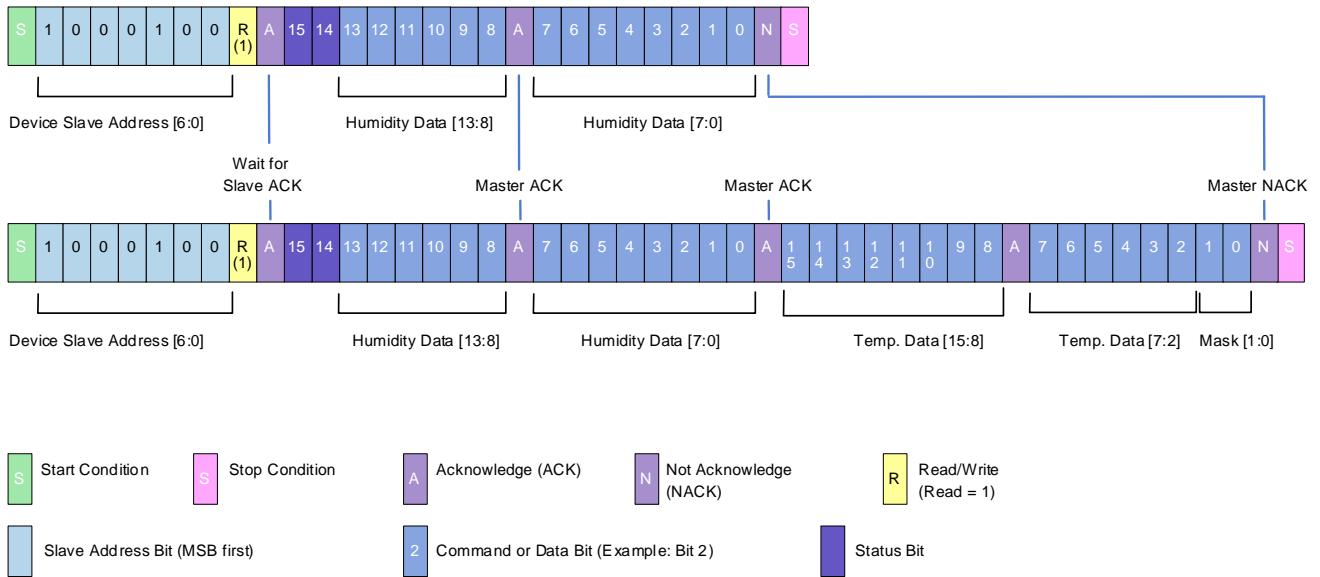 S 1 0 0 0 1 0 0 R (1) A 15 14 13 12 11 10 9 8 A 7 6 5 4 3 2 1 0 N S
Device Slave Address [6:0] Humidity Data [13:8] Humidity Data [7:0]
Wait for
Slave ACK Master ACK Master ACK Master NACK
S 1 0 0 0 1 0 0 R (1) A 15 14 13 12 11 10 9 8 A 7 6 5 4 3 2 1 0 A 15 14 13 12 11 10 9 8 A 7 6 5 4 3 2 1 0 N S
Device Slave Address [6:0] Humidity Data [13:8] Humidity Data [7:0] Temp. Data [15:8] Temp. Data [7:2] Mask [1:0]
S Start Condition S Stop Condition A Acknowledge (ACK) N Not Acknowledge
(NACK) R Read/Write
(Read = 1)
Slave Address Bit (MSB first) 2 Command or Data Bit (Example: Bit 2) Status Bit